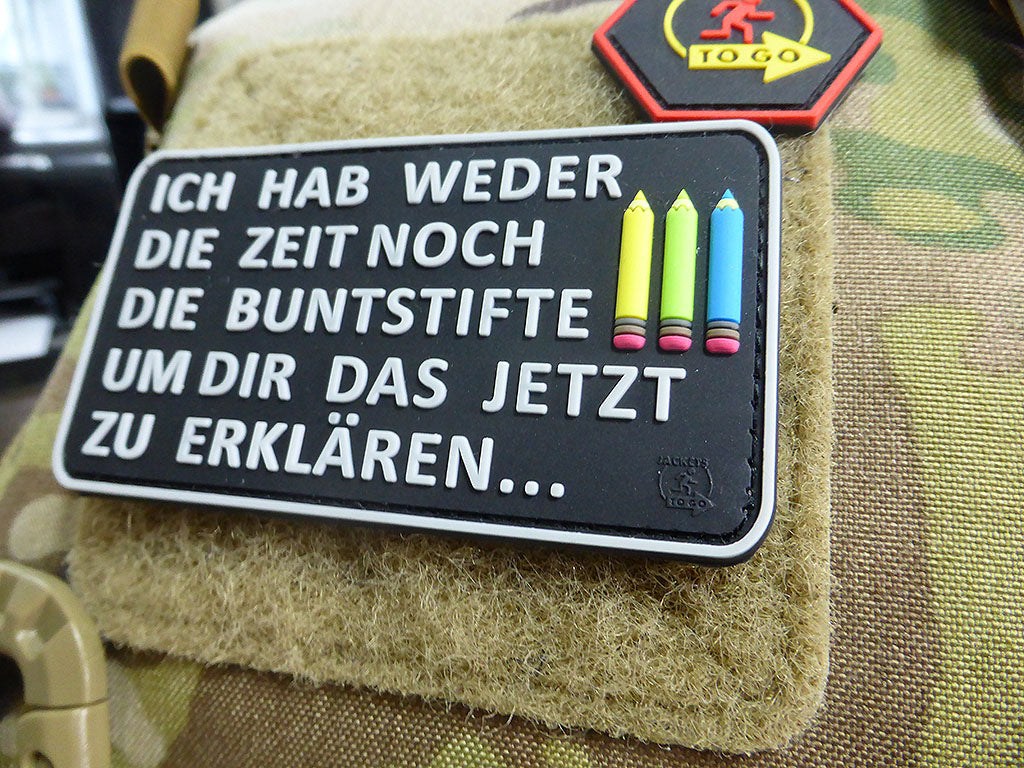 TO GO
ICH HAB WEDER
DIE ZEIT NOCH
DIE BUNTSTIFTE
UM DIR DAS JETZT
ZU ERKLÄREN...
JACKETS
TO GO